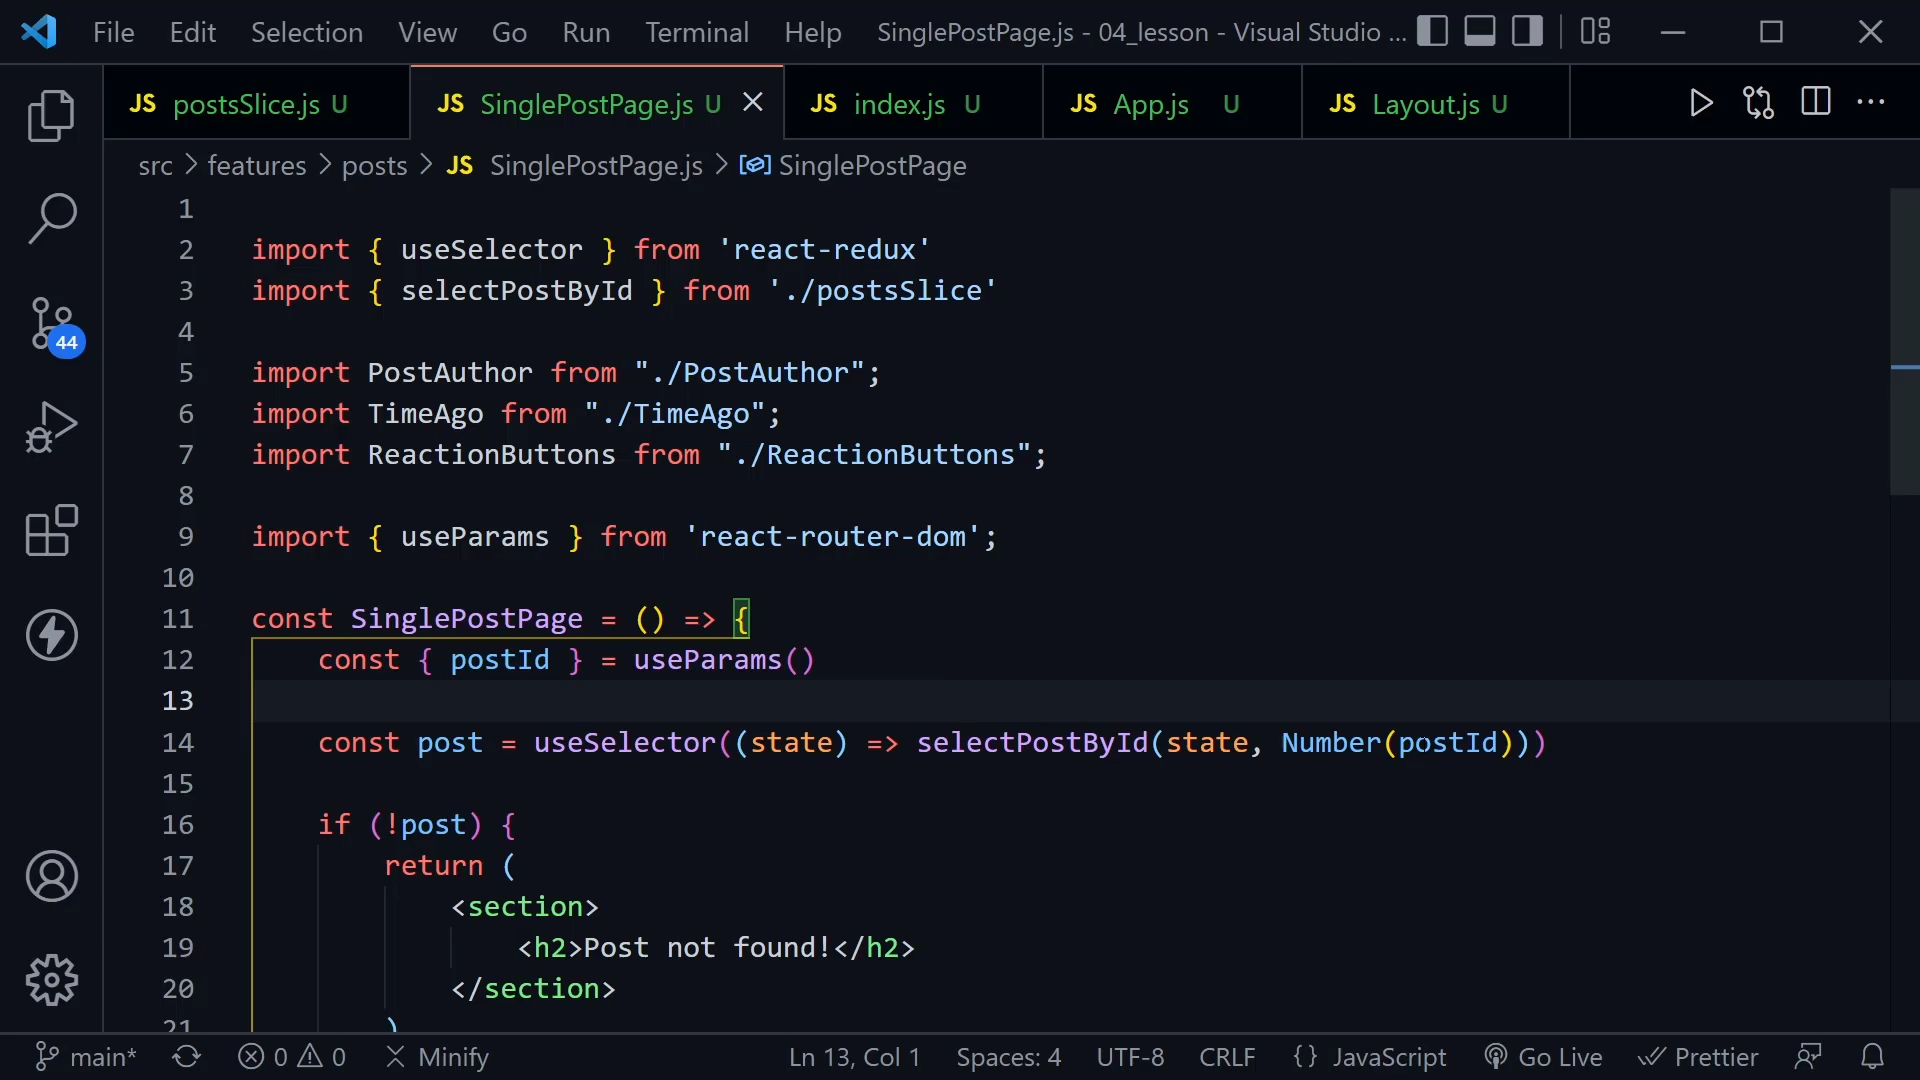 File Edit Selection View Go Run Terminal Help SinglePostPage.js - 04_lesson - Visual Studio ...
JS postsSlice.js U JS SinglePostPage.js U JS index.js U JS App.js U JS Layout.js U
src > features > posts > JS SinglePostPage.js > SinglePostPage
1
2 import { useSelector } from 'react-redux'
3 import { selectPostById } from './postsSlice'
4
5 import PostAuthor from "./PostAuthor";
6 import TimeAgo from "./TimeAgo";
7 import ReactionButtons from "./ReactionButtons";
8
9 import { useParams } from 'react-router-dom';
10
11 const SinglePostPage = () => {
12 const { postId } = useParams()
13
14 const post = useSelector((state) => selectPostById(state, Number(postId)))
15
16 if (!post) {
17 return (
18 <section>
19 <h2>Post not found!</h2>
20 </section>
21 )
44
main* 0 0 Minify Ln 13, Col 1 Spaces: 4 UTF-8 CRLF {} JavaScript Go Live Prettier